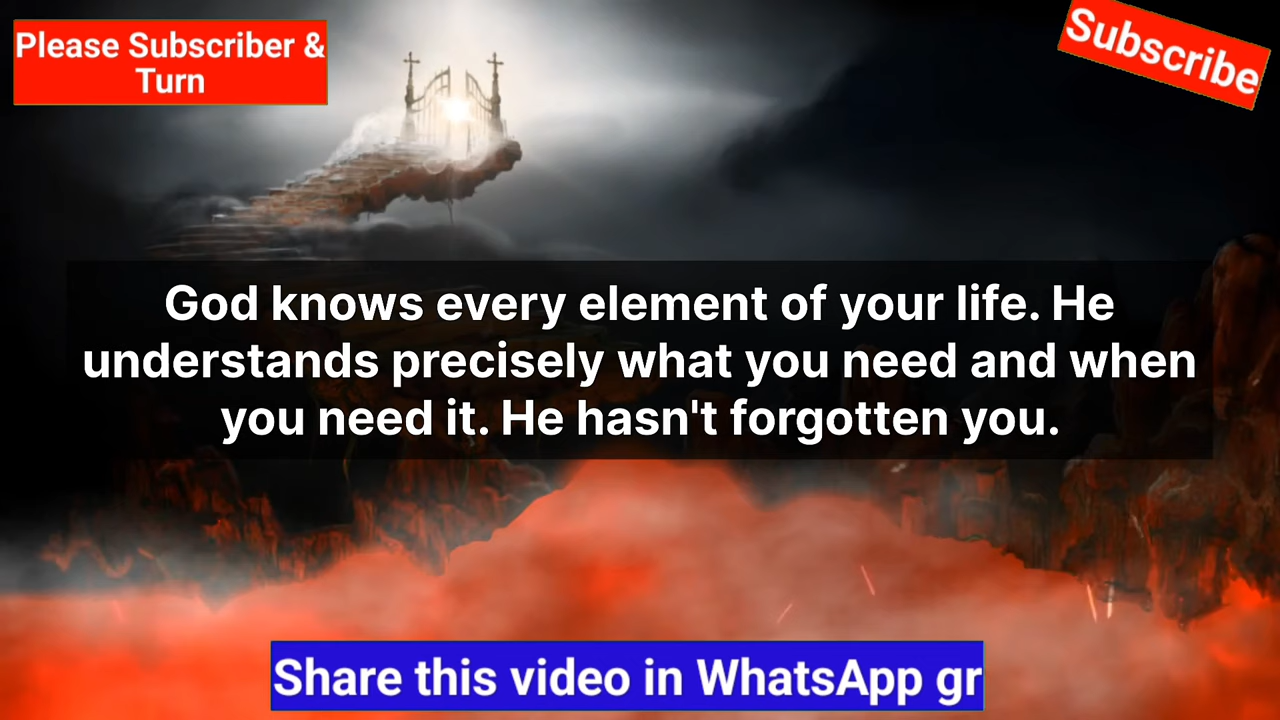 Please Subscriber &
Turn
Subscribe
God knows every element of your life. He
understands precisely what you need and when
you need it. He hasn't forgotten you.
Share this video in WhatsApp gr